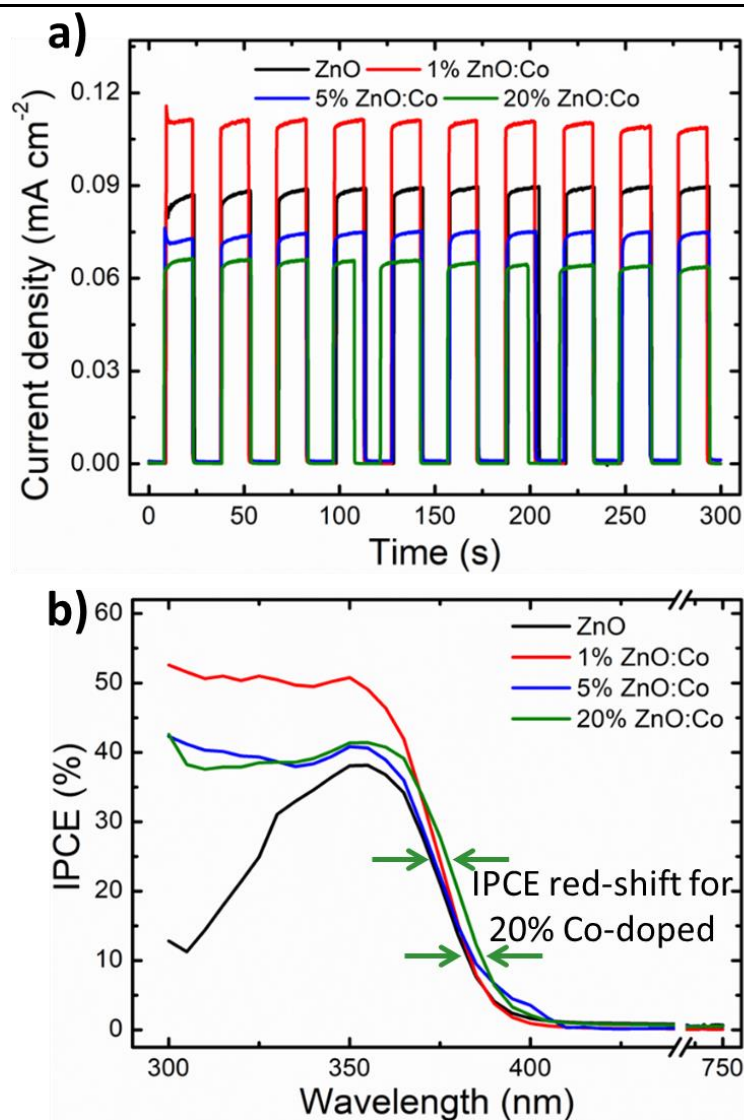 a)
ZnO 1% ZnO:Co
5% ZnO:Co 20% ZnO:Co
0.12
0.09
0.06
0.03
0.00
Current density (mA cm⁻²)
0 50 100 150 200 250 300
Time (s)
b)
60
50
40
30
20
10
0
IPCE (%)
ZnO
1% ZnO:Co
5% ZnO:Co
20% ZnO:Co
IPCE red-shift for
20% Co-doped
300 350 400 750
Wavelength (nm)